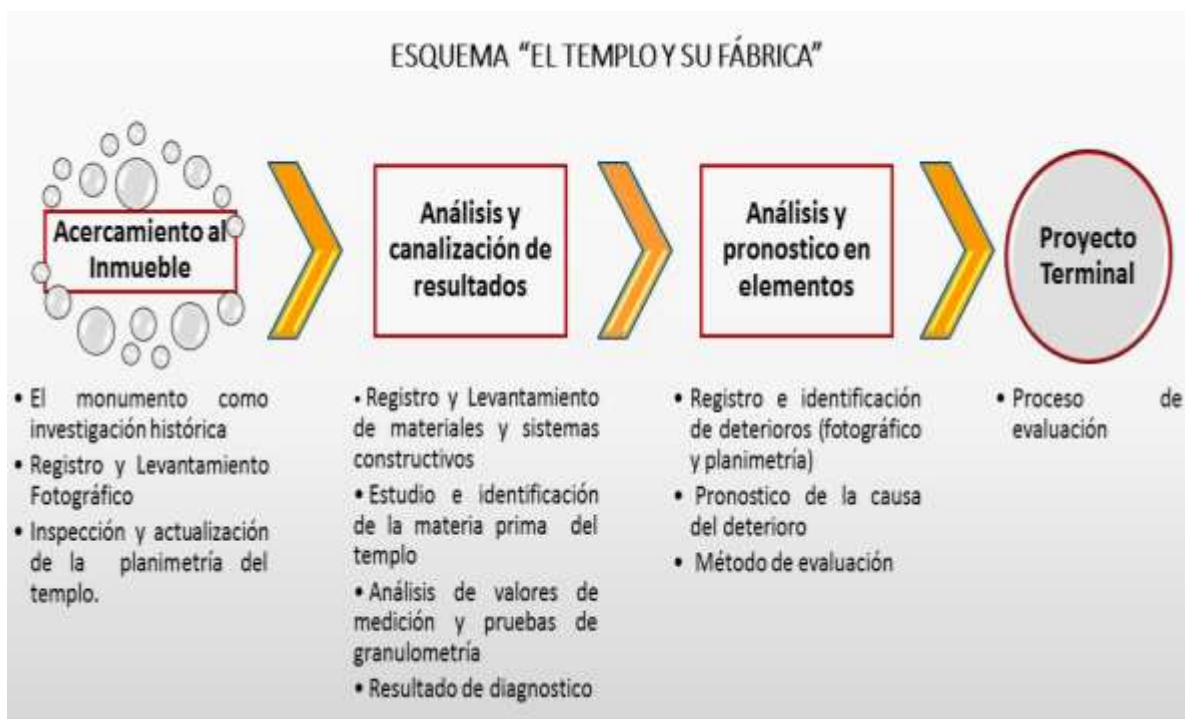 ESQUEMA “EL TEMPLO Y SU FÁBRICA”
Acercamiento al
Inmueble
Análisis y
canalización de
resultados
Análisis y
pronostico en
elementos
Proyecto
Terminal
• El monumento como
investigación histórica
• Registro y Levantamiento
Fotográfico
• Inspección y actualización
de la planimetría del
templo.
• Registro y Levantamiento
de materiales y sistemas
constructivos
• Estudio e identificación
de la materia prima del
templo
• Análisis de valores de
medición y pruebas de
granulometría
• Resultado de diagnostico
• Registro e identificación
de deterioros (fotográfico
y planimetría)
• Pronostico de la causa
del deterioro
• Método de evaluación
• Proceso de
evaluación